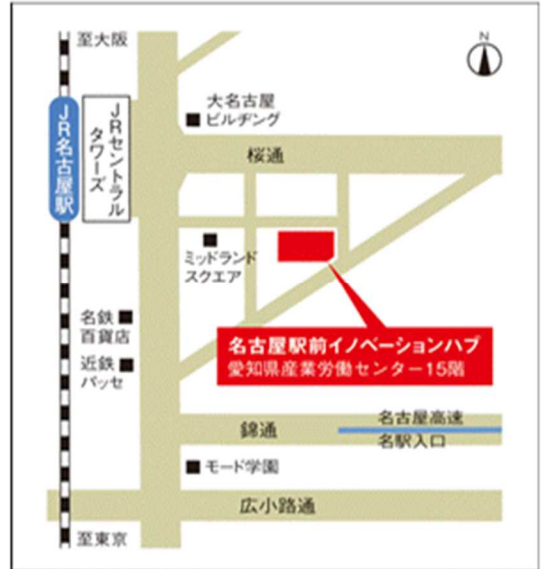 至大阪
N
大名古屋
ビルヂング
JRセントラル
タワーズ
JR名古屋駅
桜通
ミッドランド
スクエア
名鉄
百貨店
近鉄
パッセ
名古屋駅前イノベーションハブ
愛知県産業労働センター15階
名古屋高速
名駅入口
錦通
モード学園
広小路通
至東京